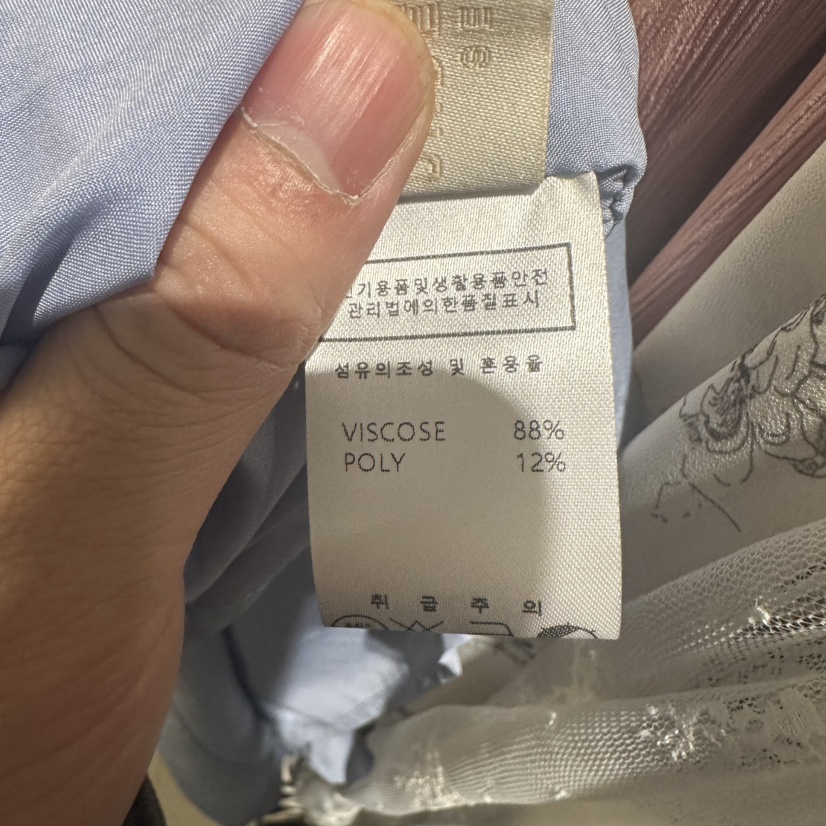 기용품및생활용품안전
관리법에의한품질표시
섬유의조성 및 혼용율
VISCOSE 88%
POLY 12%
취 급 주 의